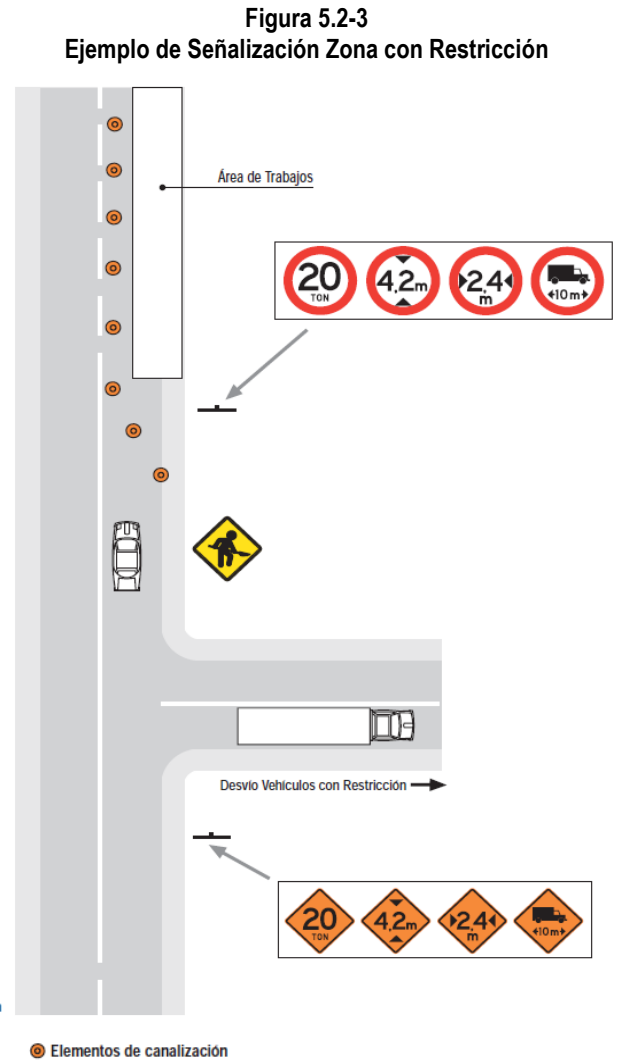 Figura 5.2-3
Ejemplo de Señalización Zona con Restricción
Área de Trabajos
20 4,2m 2,4 10 m
TON m
Desvío Vehículos con Restricción
20 4,2m 2,4 10 m
TON m
Elementos de canalización